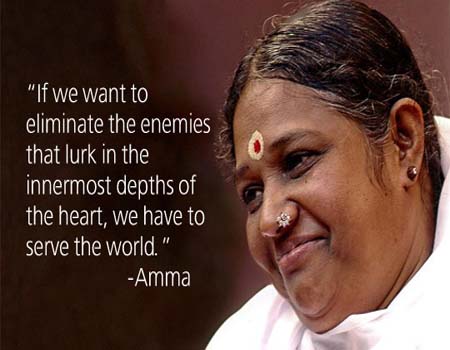 “If we want to
eliminate the enemies
that lurk in the
innermost depths of
the heart, we have to
serve the world. ”
-Amma